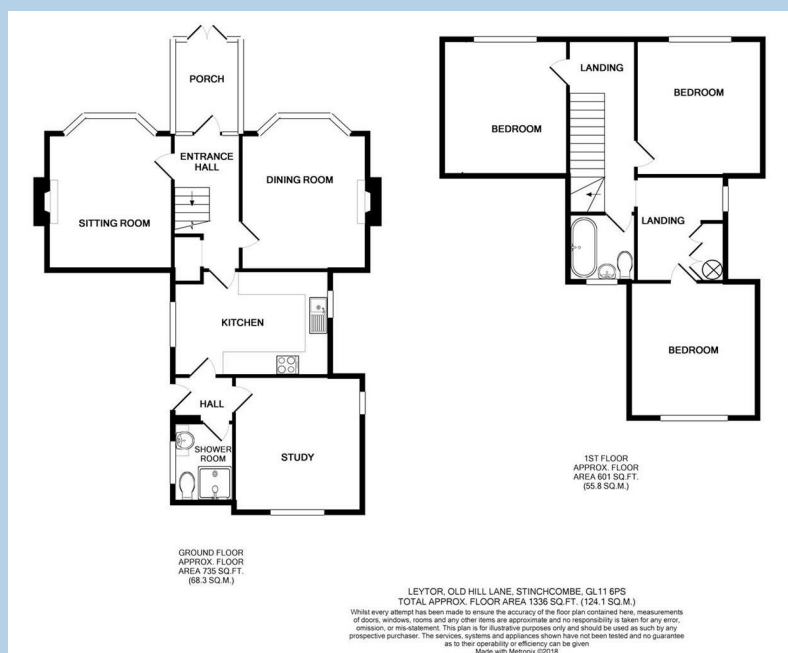 PORCH
ENTRANCE
HALL
DINING ROOM
SITTING ROOM
KITCHEN
HALL
SHOWER
ROOM
STUDY
GROUND FLOOR
APPROX. FLOOR
AREA 735 SQ.FT.
(68.3 SQ.M.)
LANDING
BEDROOM
BEDROOM
LANDING
BEDROOM
1ST FLOOR
APPROX. FLOOR
AREA 601 SQ.FT.
(55.8 SQ.M.)
LEYTOR, OLD HILL LANE, STINCHCOMBE, GL11 6PS
TOTAL APPROX. FLOOR AREA 1336 SQ.FT. (124.1 SQ.M.)
Whilst every attempt has been made to ensure the accuracy of the floor plan contained here, measurements
of doors, windows, rooms and any other items are approximate and no responsibility is taken for any error,
omission, or mis-statement. This plan is for illustrative purposes only and should be used as such by any
prospective purchaser. The services, systems and appliances shown have not been tested and no guarantee
as to their operability or efficiency can be given
Made with Metropix ©2018